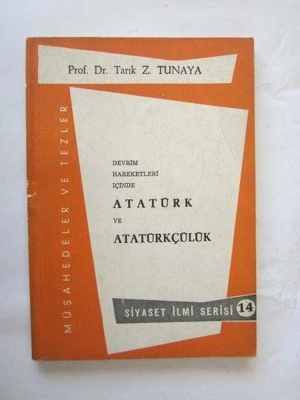 Prof. Dr. Tarık Z. TUNAYA
MÜŞAHEDELER VE TEZLER
DEVRİM
HAREKETLERİ
İÇİNDE
ATATÜRK
VE
ATATÜRKÇÜLÜK
SİYASET İLMİ SERİSİ 14